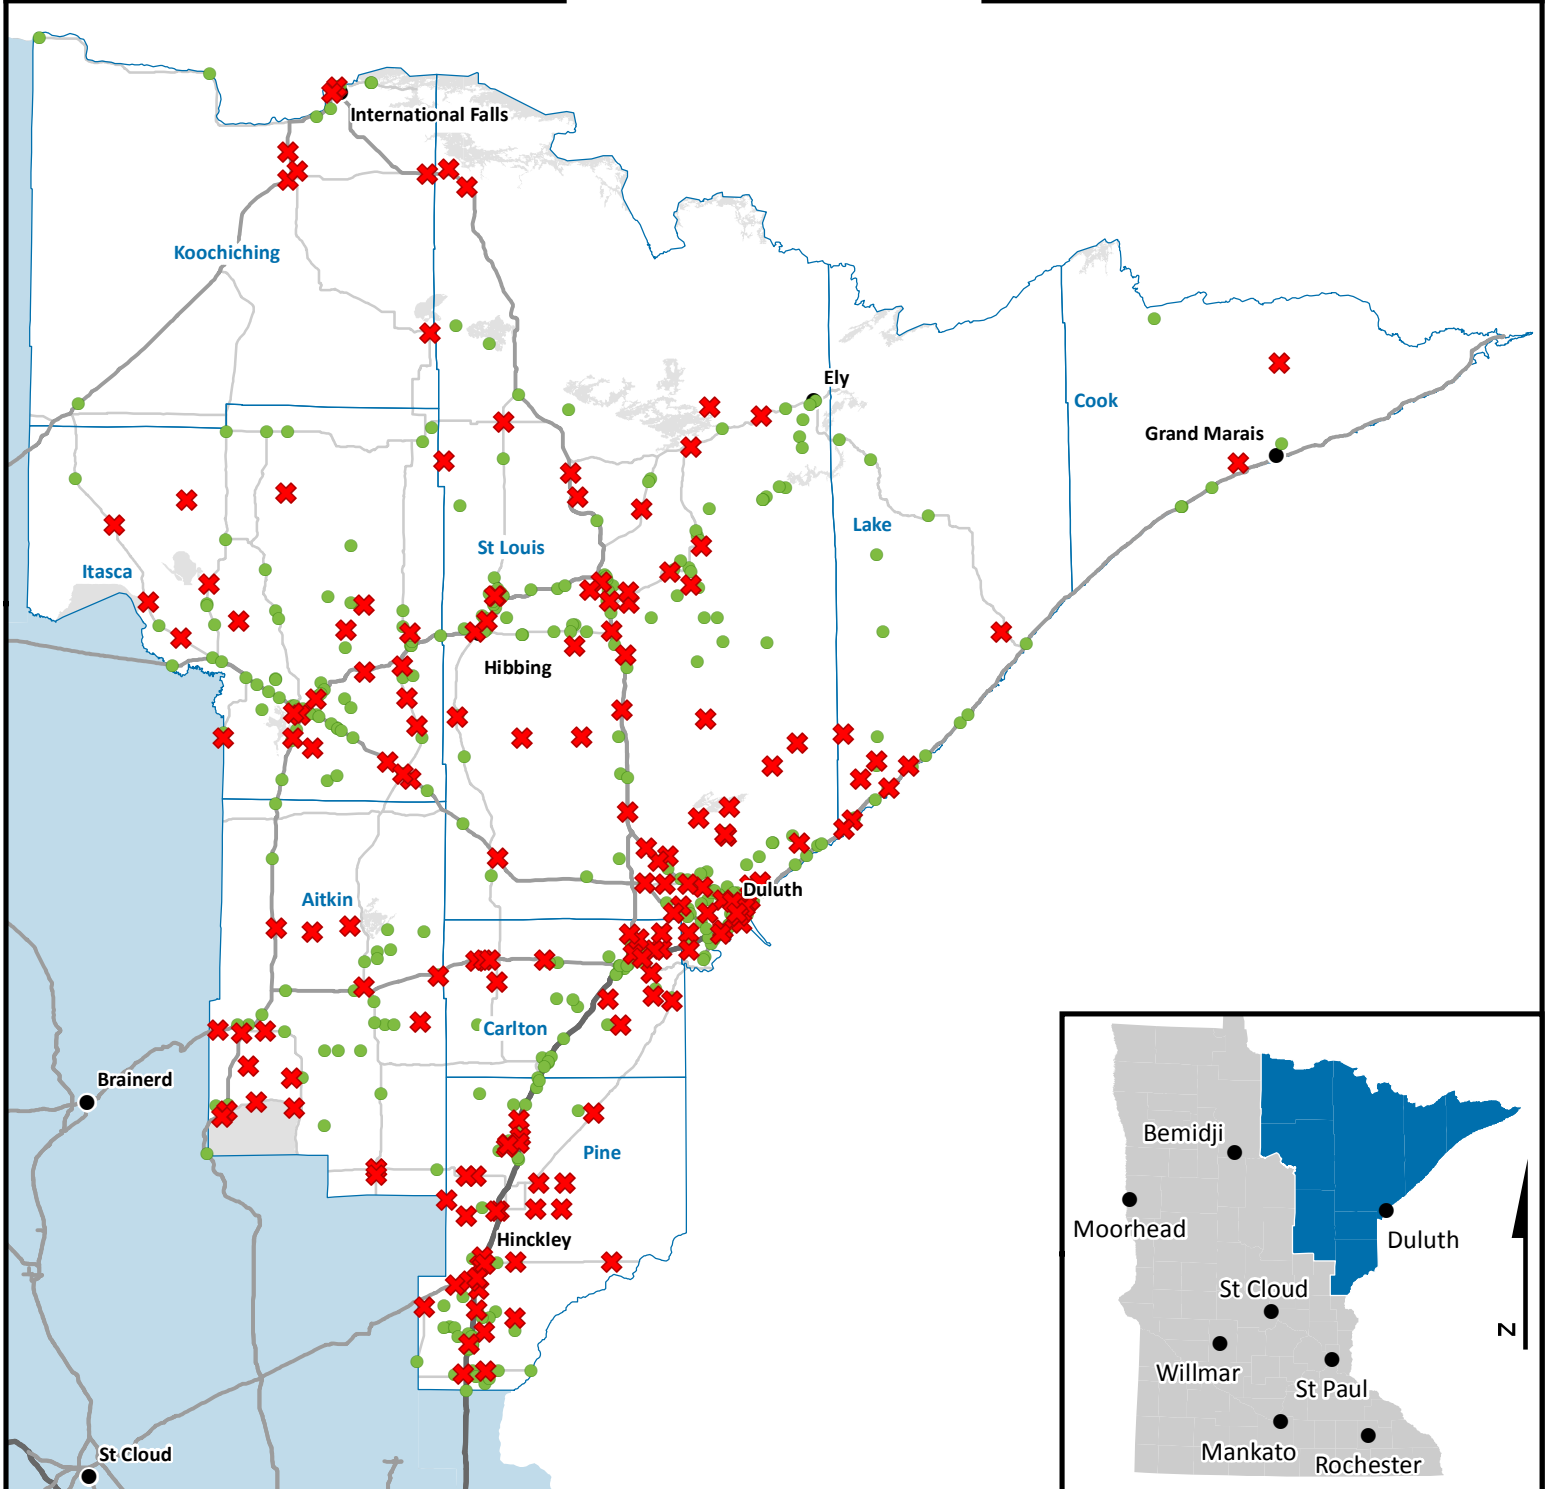 International Falls
Koochiching
Ely
Cook
Grand Marais
Lake
St Louis
Itasca
Hibbing
Duluth
Aitkin
Carlton
Brainerd
Pine
Hinckley
St Cloud
Bemidji
Moorhead
Duluth
St Cloud
Willmar
St Paul
Mankato
Rochester
N